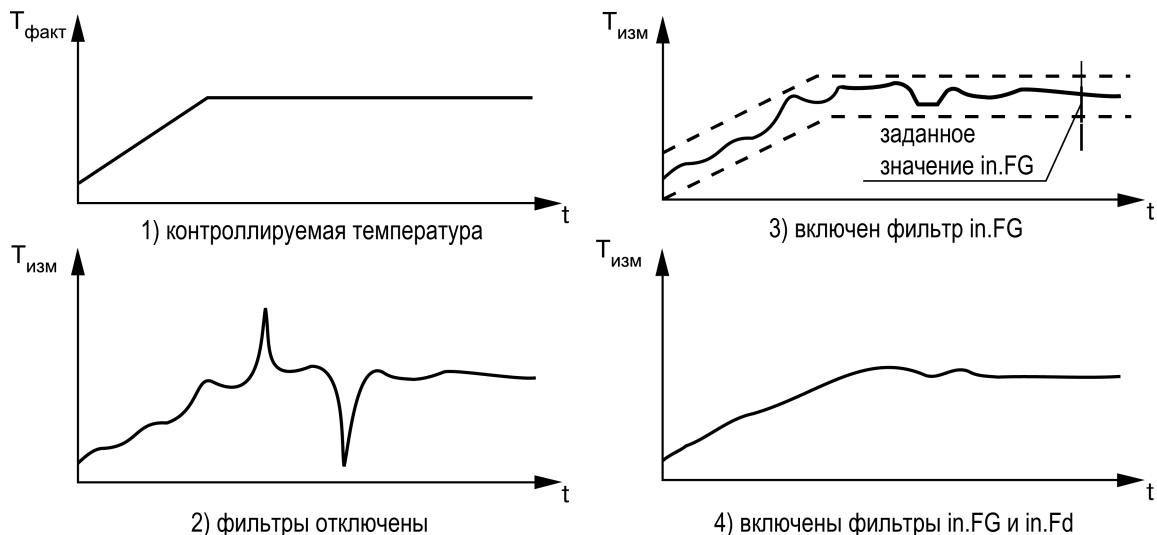 Tфакт
t
1) контроллируемая температура
Tизм
t
2) фильтры отключены
Tизм
заданное
значение in.FG
t
3) включен фильтр in.FG
Tизм
t
4) включены фильтры in.FG и in.Fd